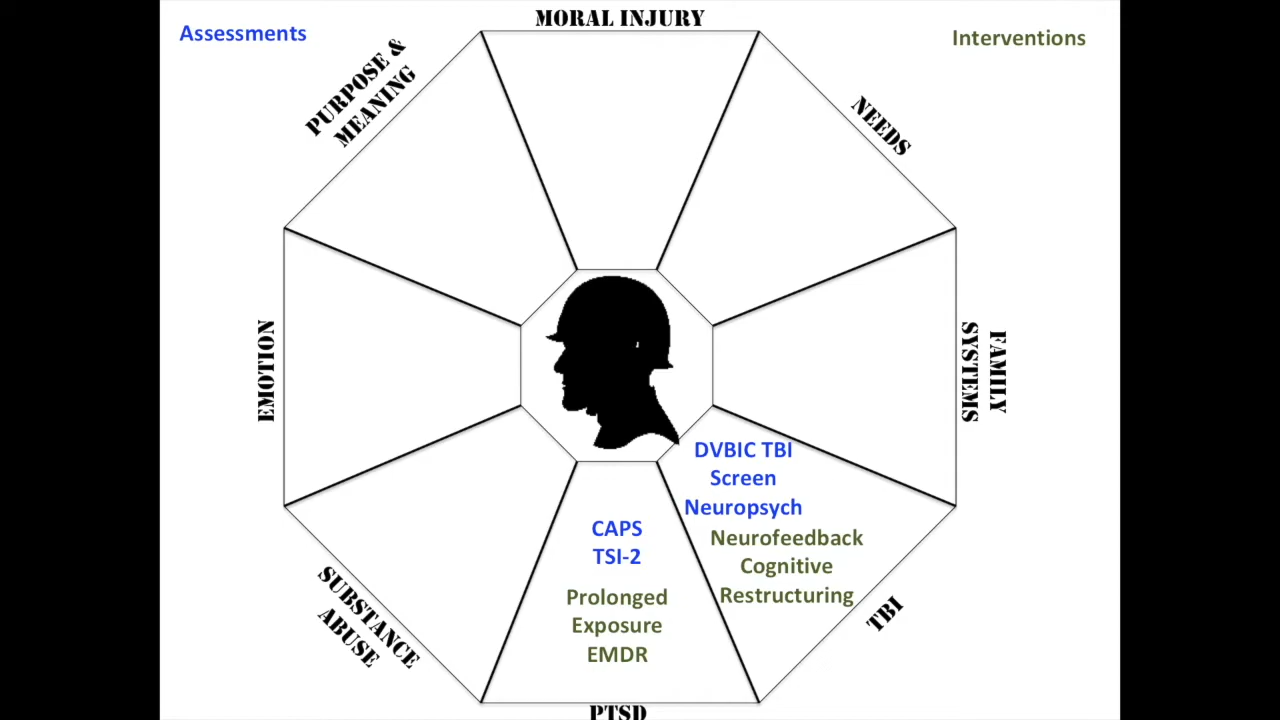 MORAL INJURY
Assessments
Interventions
PURPOSE &
MEANING
NEEDS
EMOTION
FAMILY
SYSTEMS
DVBIC TBI
Screen
Neuropsych
Neurofeedback
Cognitive
Restructuring
TBI
CAPS
TSI-2
Prolonged
Exposure
EMDR
SUBSTANCE
ABUSE
PTSD